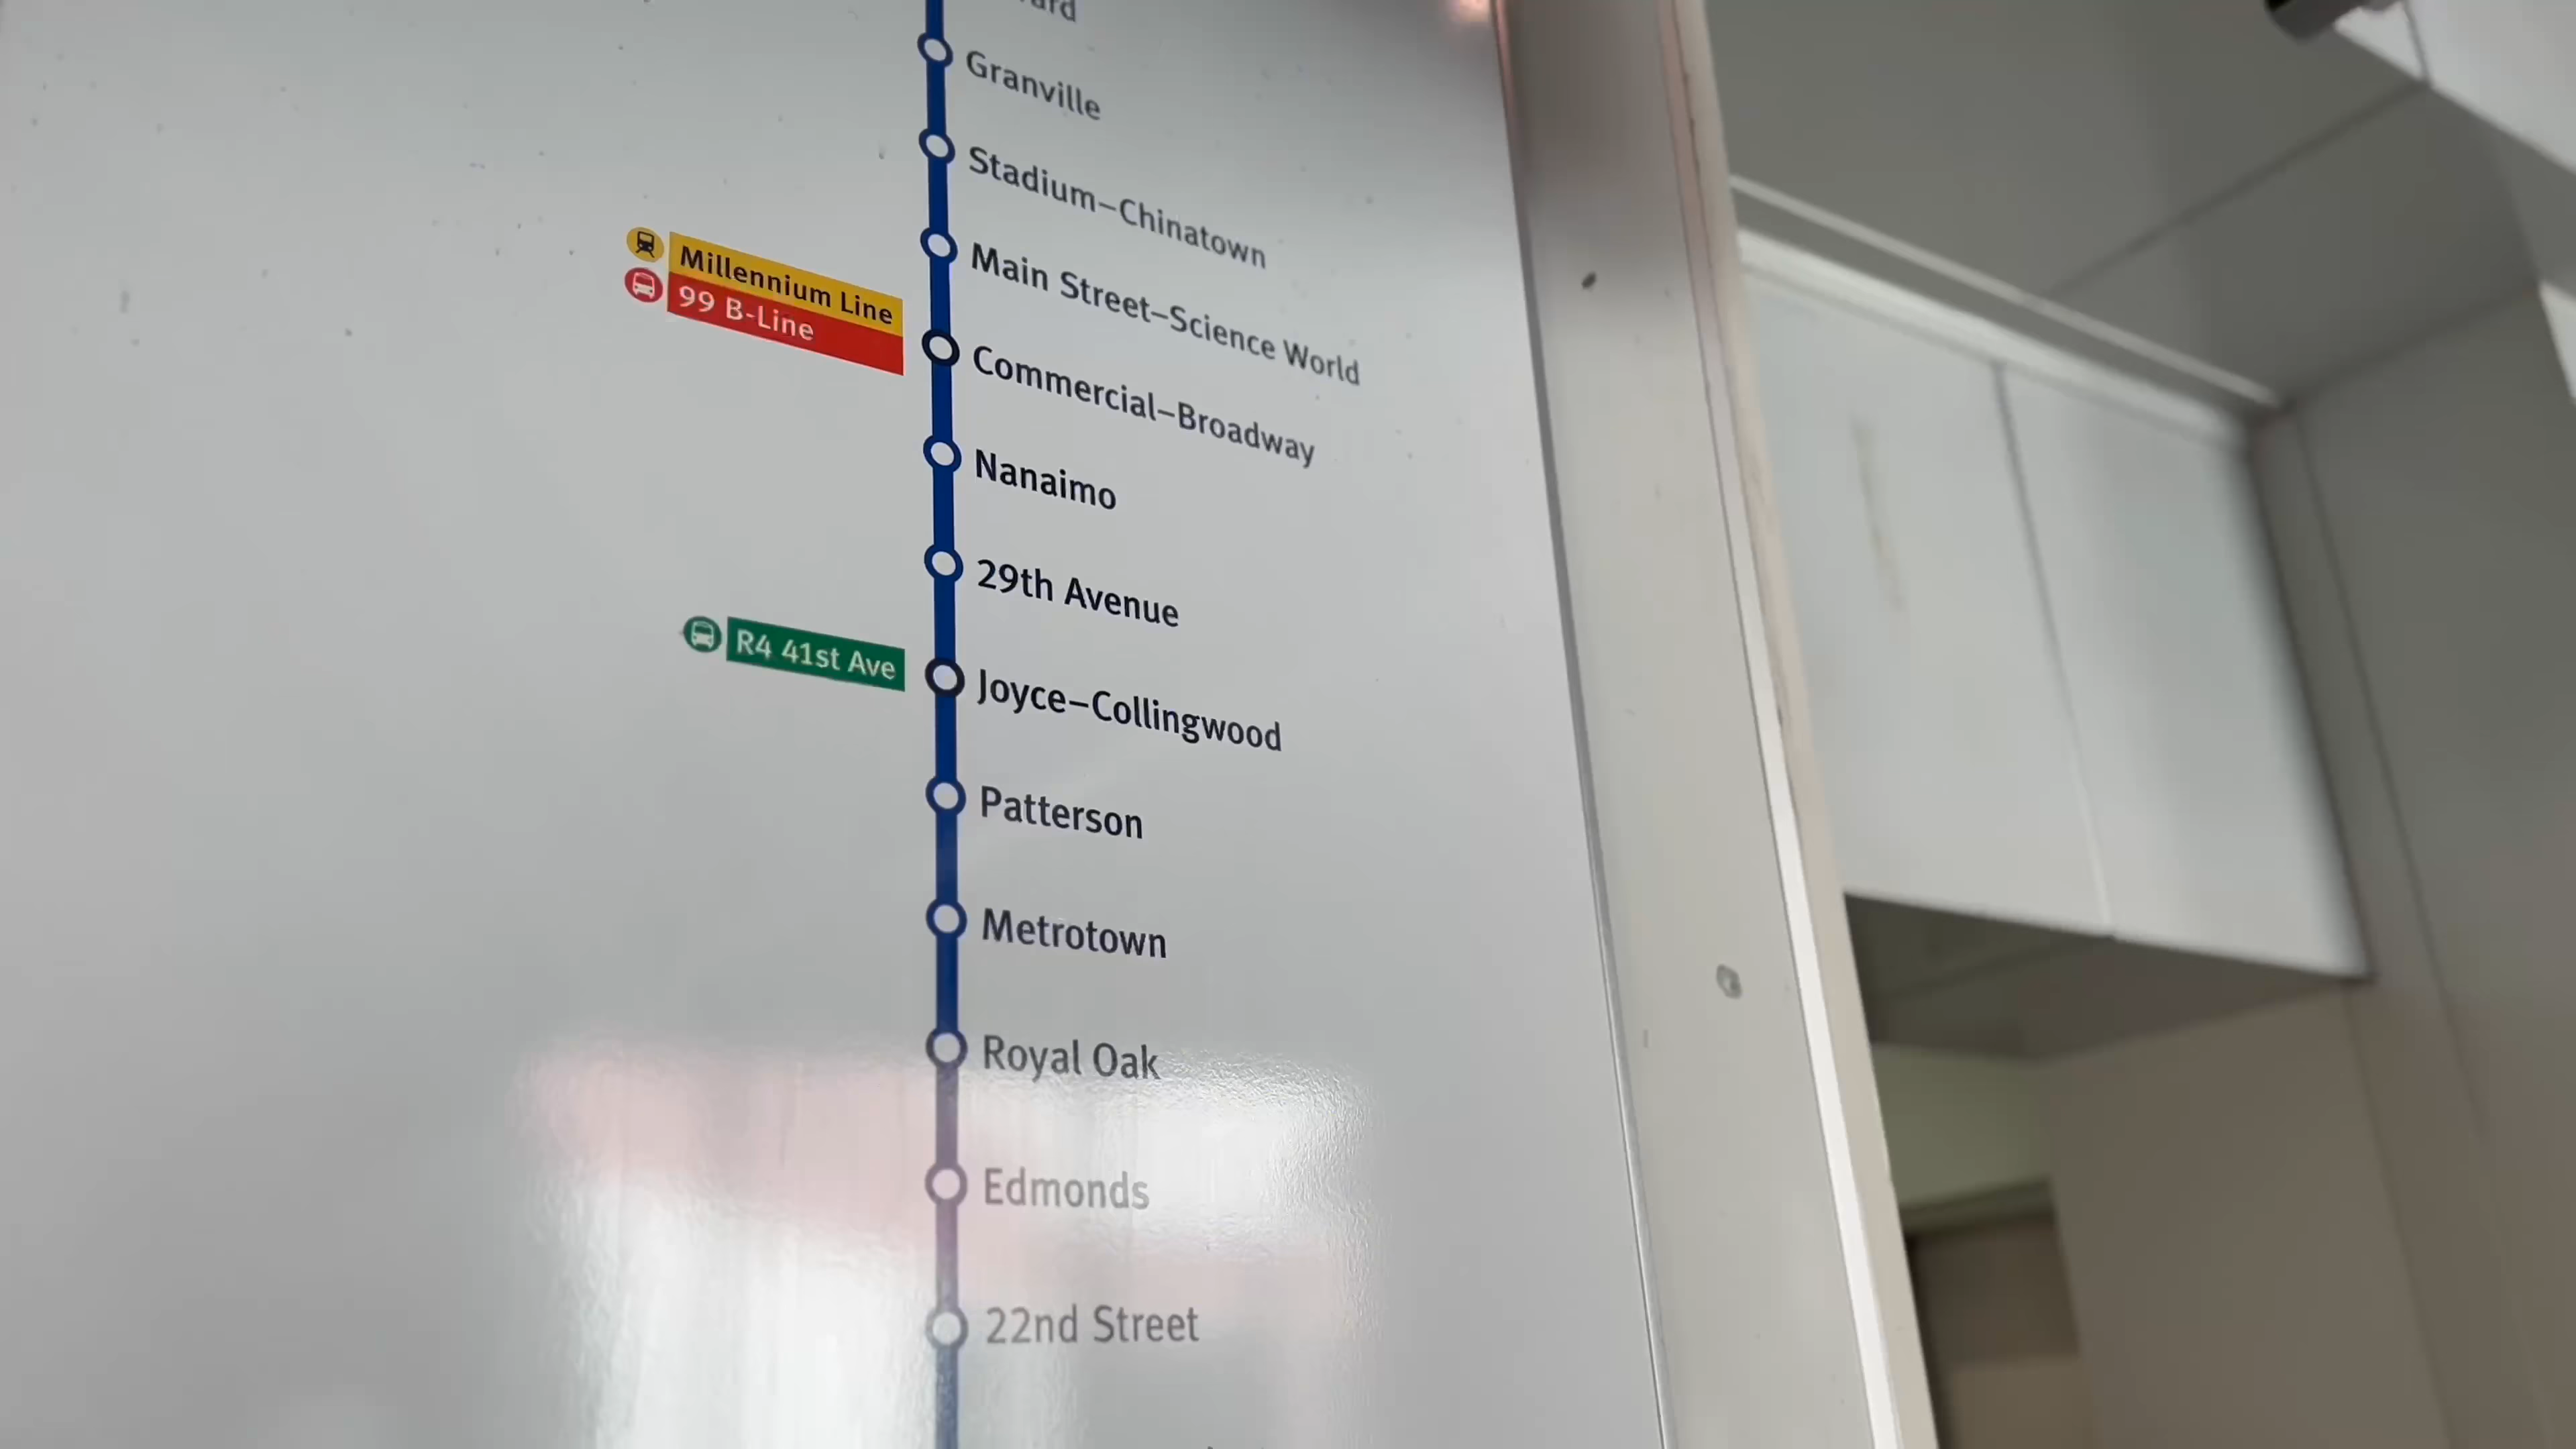 Granville
Stadium–Chinatown
Main Street–Science World
Millennium Line
99 B-Line
Commercial–Broadway
Nanaimo
29th Avenue
R4 41st Ave
Joyce–Collingwood
Patterson
Metrotown
Royal Oak
Edmonds
22nd Street